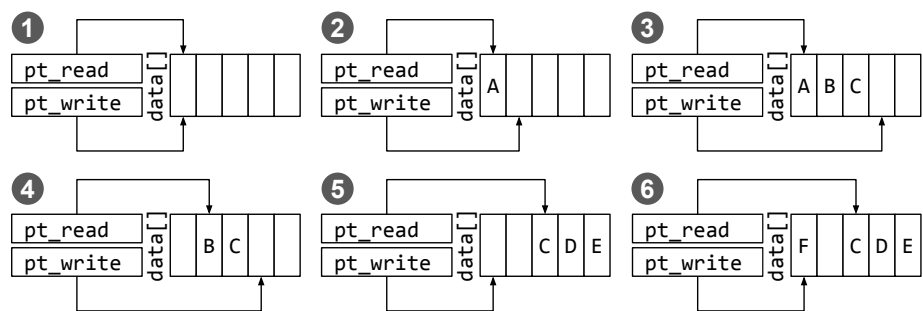 1
pt_read
pt_write
data[]
2
pt_read
pt_write
data[]
A
3
pt_read
pt_write
data[]
A B C
4
pt_read
pt_write
data[]
B C
5
pt_read
pt_write
data[]
C D E
6
pt_read
pt_write
data[]
F C D E